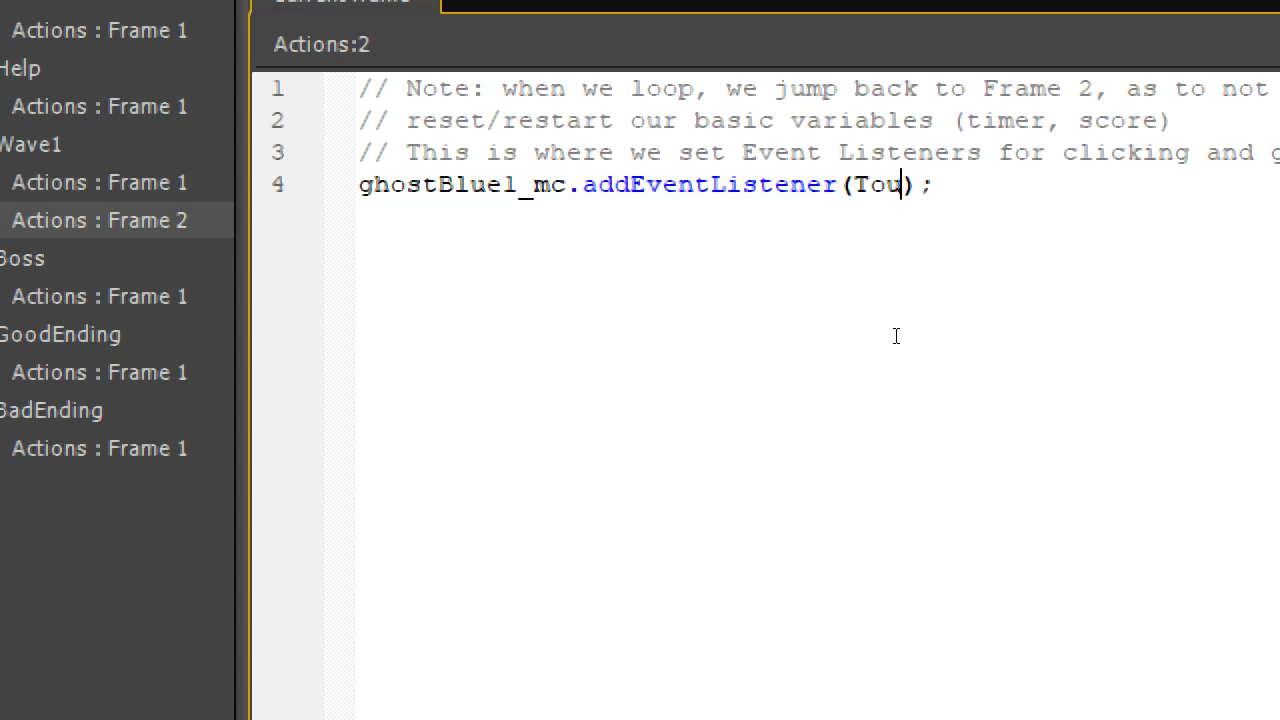 Actions : Frame 1
Help
Actions : Frame 1
Wave1
Actions : Frame 1
Actions : Frame 2
Boss
Actions : Frame 1
GoodEnding
Actions : Frame 1
BadEnding
Actions : Frame 1
Actions:2
1 // Note: when we loop, we jump back to Frame 2, as to not
2 // reset/restart our basic variables (timer, score)
3 // This is where we set Event Listeners for clicking and
4 ghostBlue1_mc.addEventListener(Tou);